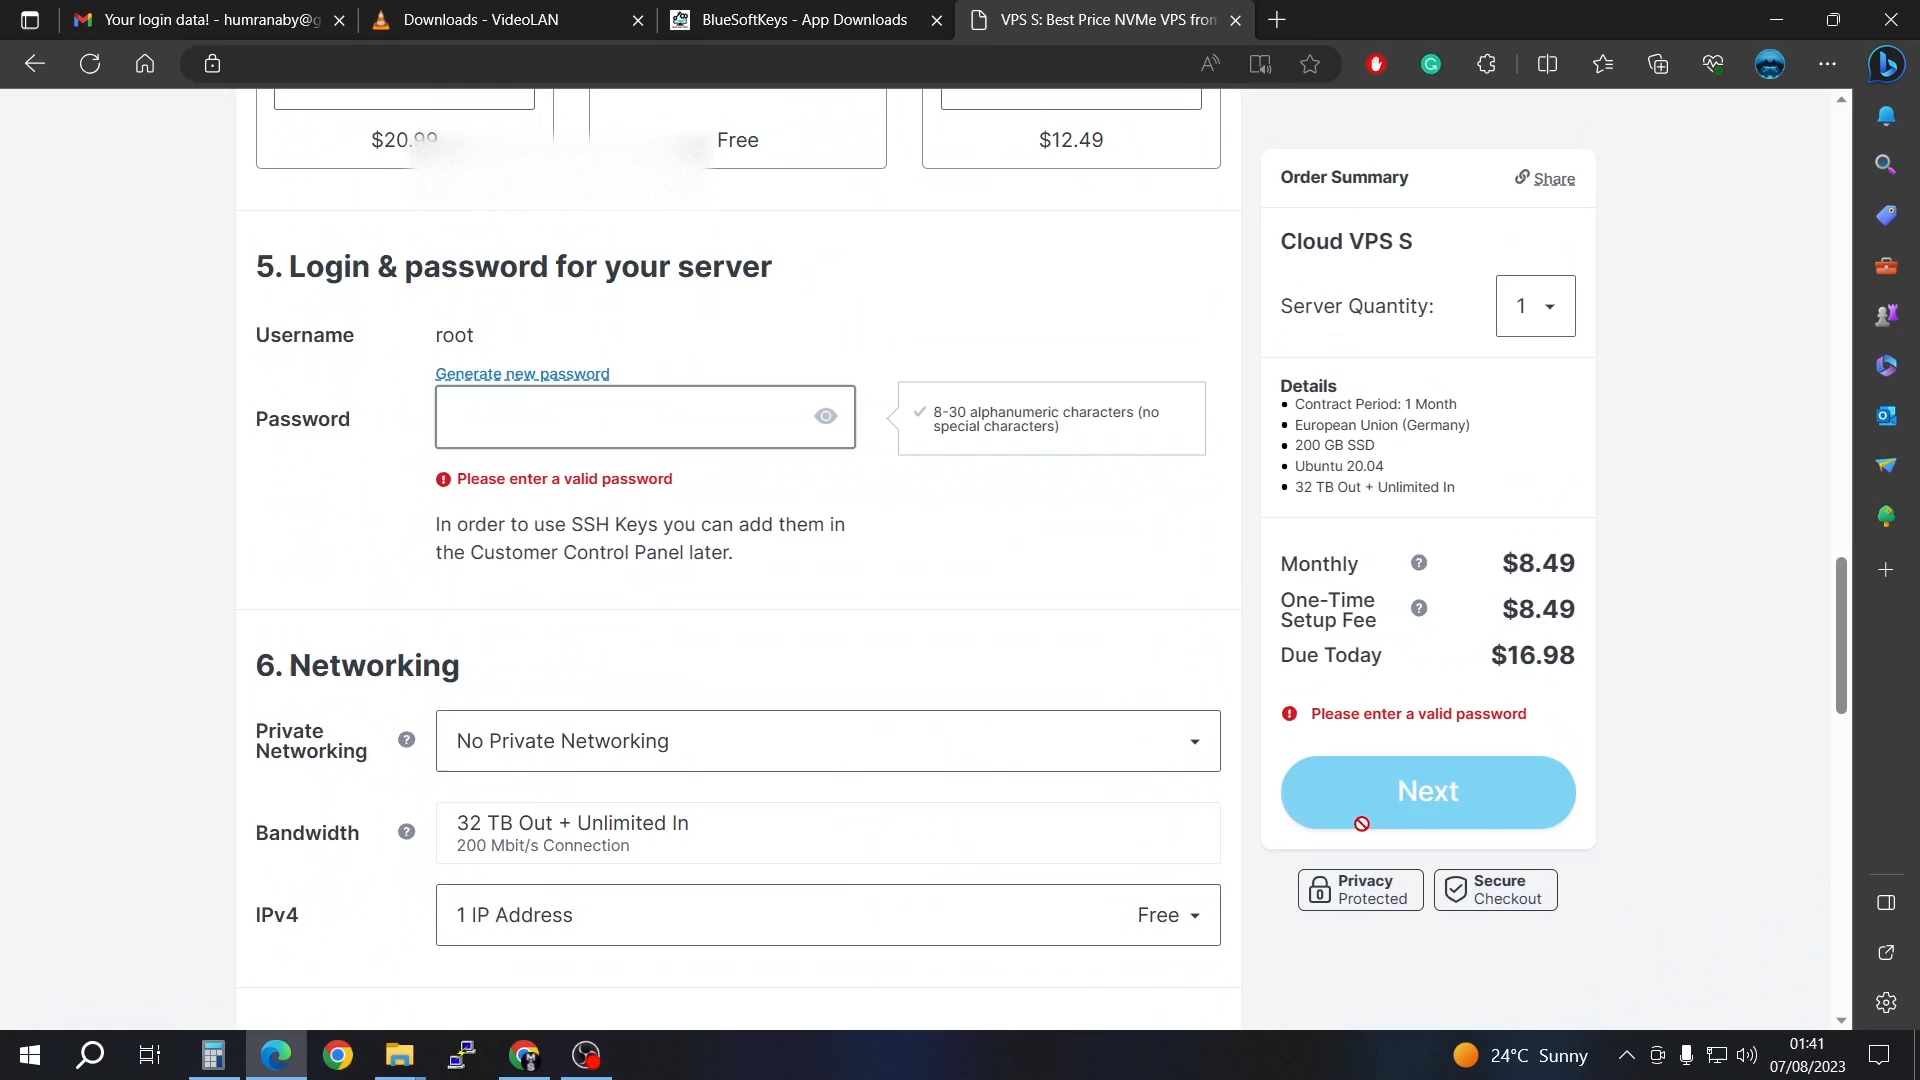 Your login data! - humranaby@g
Downloads - VideoLAN
BlueSoftKeys - App Downloads
VPS S: Best Price NVMe VPS from
$20.99
Free
$12.49
5. Login & password for your server
Username
root
Generate new password
Password
8-30 alphanumeric characters (no
special characters)
Please enter a valid password
In order to use SSH Keys you can add them in
the Customer Control Panel later.
6. Networking
Private
Networking
No Private Networking
Bandwidth
32 TB Out + Unlimited In
200 Mbit/s Connection
IPv4
1 IP Address
Free
Order Summary
Share
Cloud VPS S
Server Quantity:
1
Details
Contract Period: 1 Month
European Union (Germany)
200 GB SSD
Ubuntu 20.04
32 TB Out + Unlimited In
Monthly
$8.49
One-Time
Setup Fee
$8.49
Due Today
$16.98
Please enter a valid password
Next
Privacy
Protected
Secure
Checkout
24°C Sunny
01:41
07/08/2023